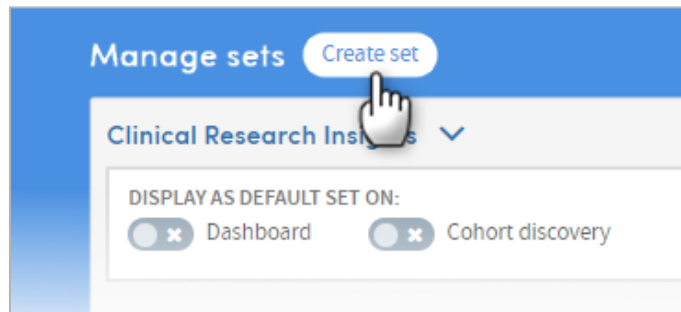 Manage sets Create set
Clinical Research Insights
DISPLAY AS DEFAULT SET ON:
Dashboard Cohort discovery